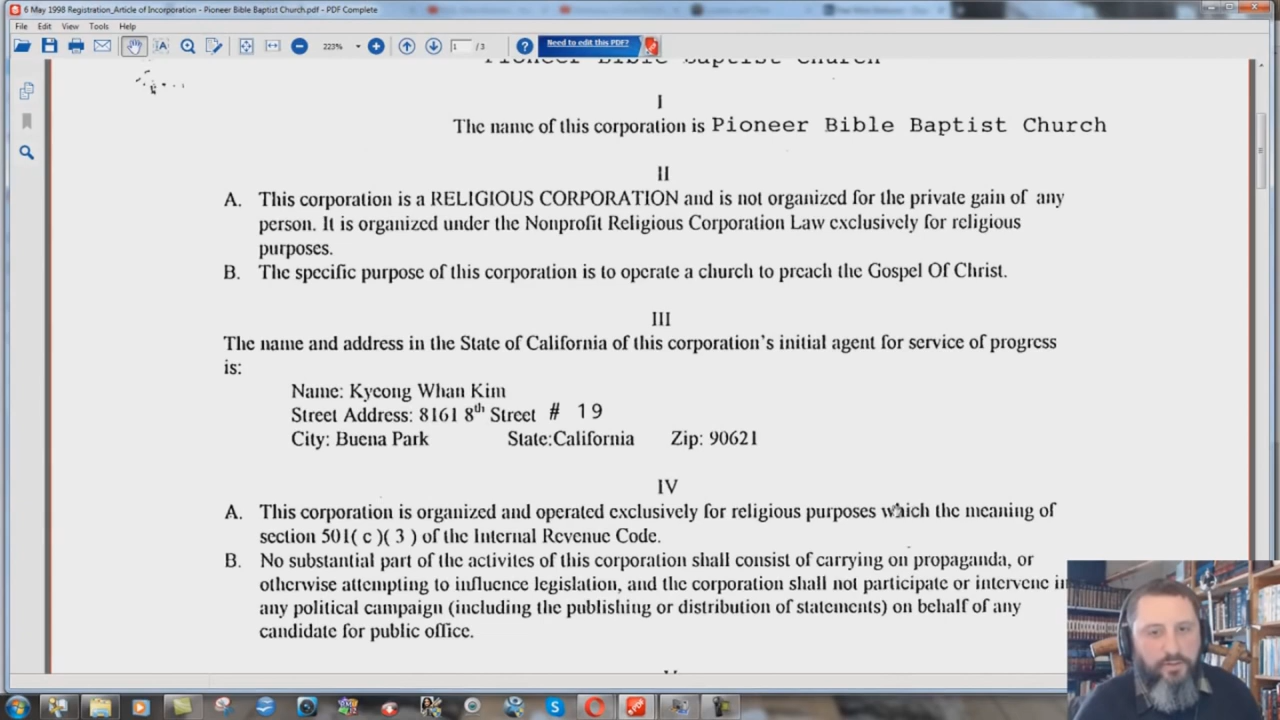 6 May 1998 Registration_Article of Incorporation - Pioneer Bible Baptist Church.pdf - PDF Complete
File Edit View Tools Help
223% 1 / 3 Need to edit this PDF?
Pioneer Bible Baptist Church
I
The name of this corporation is Pioneer Bible Baptist Church
II
A. This corporation is a RELIGIOUS CORPORATION and is not organized for the private gain of any
person. It is organized under the Nonprofit Religious Corporation Law exclusively for religious
purposes.
B. The specific purpose of this corporation is to operate a church to preach the Gospel Of Christ.
III
The name and address in the State of California of this corporation's initial agent for service of progress
is:
Name: Kyeong Whan Kim
Street Address: 8161 8th Street # 19
City: Buena Park State:California Zip: 90621
IV
A. This corporation is organized and operated exclusively for religious purposes which the meaning of
section 501( c )( 3 ) of the Internal Revenue Code.
B. No substantial part of the activites of this corporation shall consist of carrying on propaganda, or
otherwise attempting to influence legislation, and the corporation shall not participate or intervene in
any political campaign (including the publishing or distribution of statements) on behalf of any
candidate for public office.